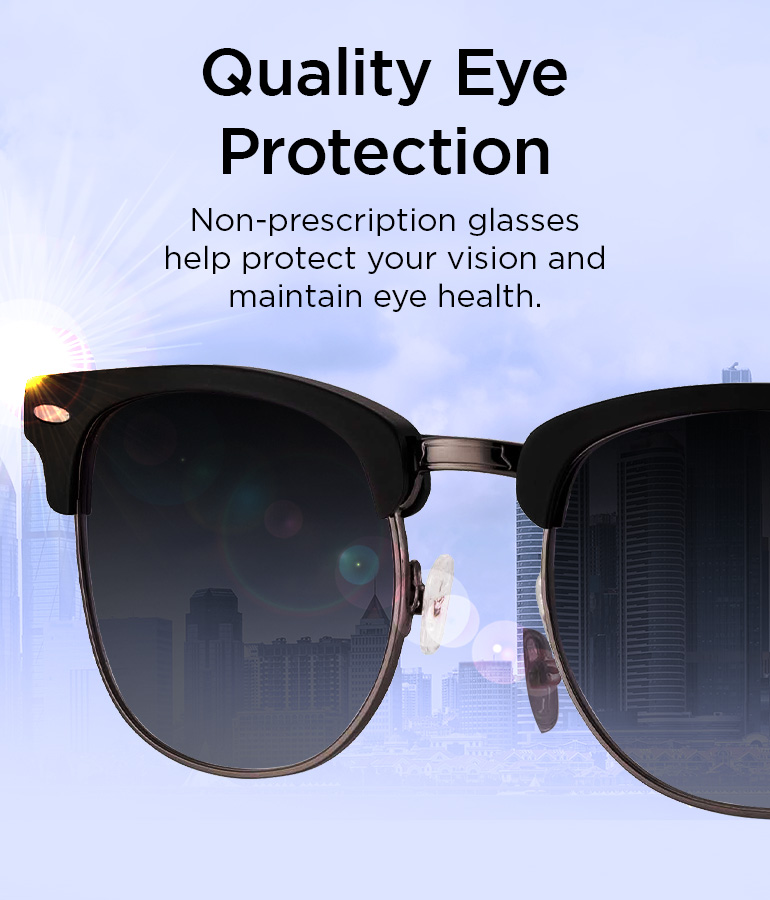 Quality Eye
Protection
Non-prescription glasses
help protect your vision and
maintain eye health.